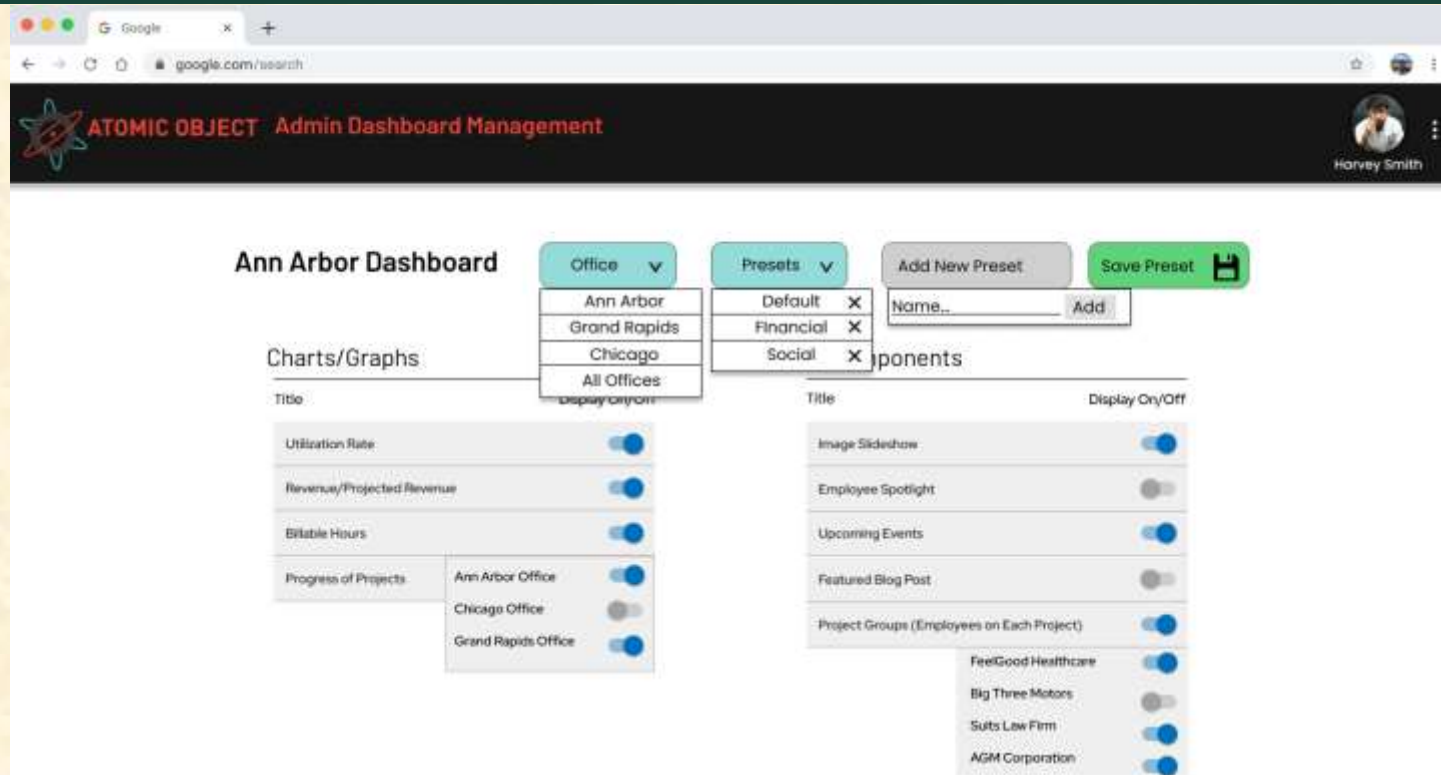 Google
google.com/search
ATOMIC OBJECT Admin Dashboard Management
Harvey Smith
Ann Arbor Dashboard
Office
Presets
Add New Preset
Save Preset
Ann Arbor
Grand Rapids
Chicago
All Offices
Default
Financial
Social
Name...
Add
Charts/Graphs
Title
Display On/Off
Utilization Rate
Revenue/Projected Revenue
Billable Hours
Progress of Projects
Ann Arbor Office
Chicago Office
Grand Rapids Office
ponents
Title
Display On/Off
Image Slideshow
Employee Spotlight
Upcoming Events
Featured Blog Post
Project Groups (Employees on Each Project)
FeelGood Healthcare
Big Three Motors
Suits Law Firm
AGM Corporation